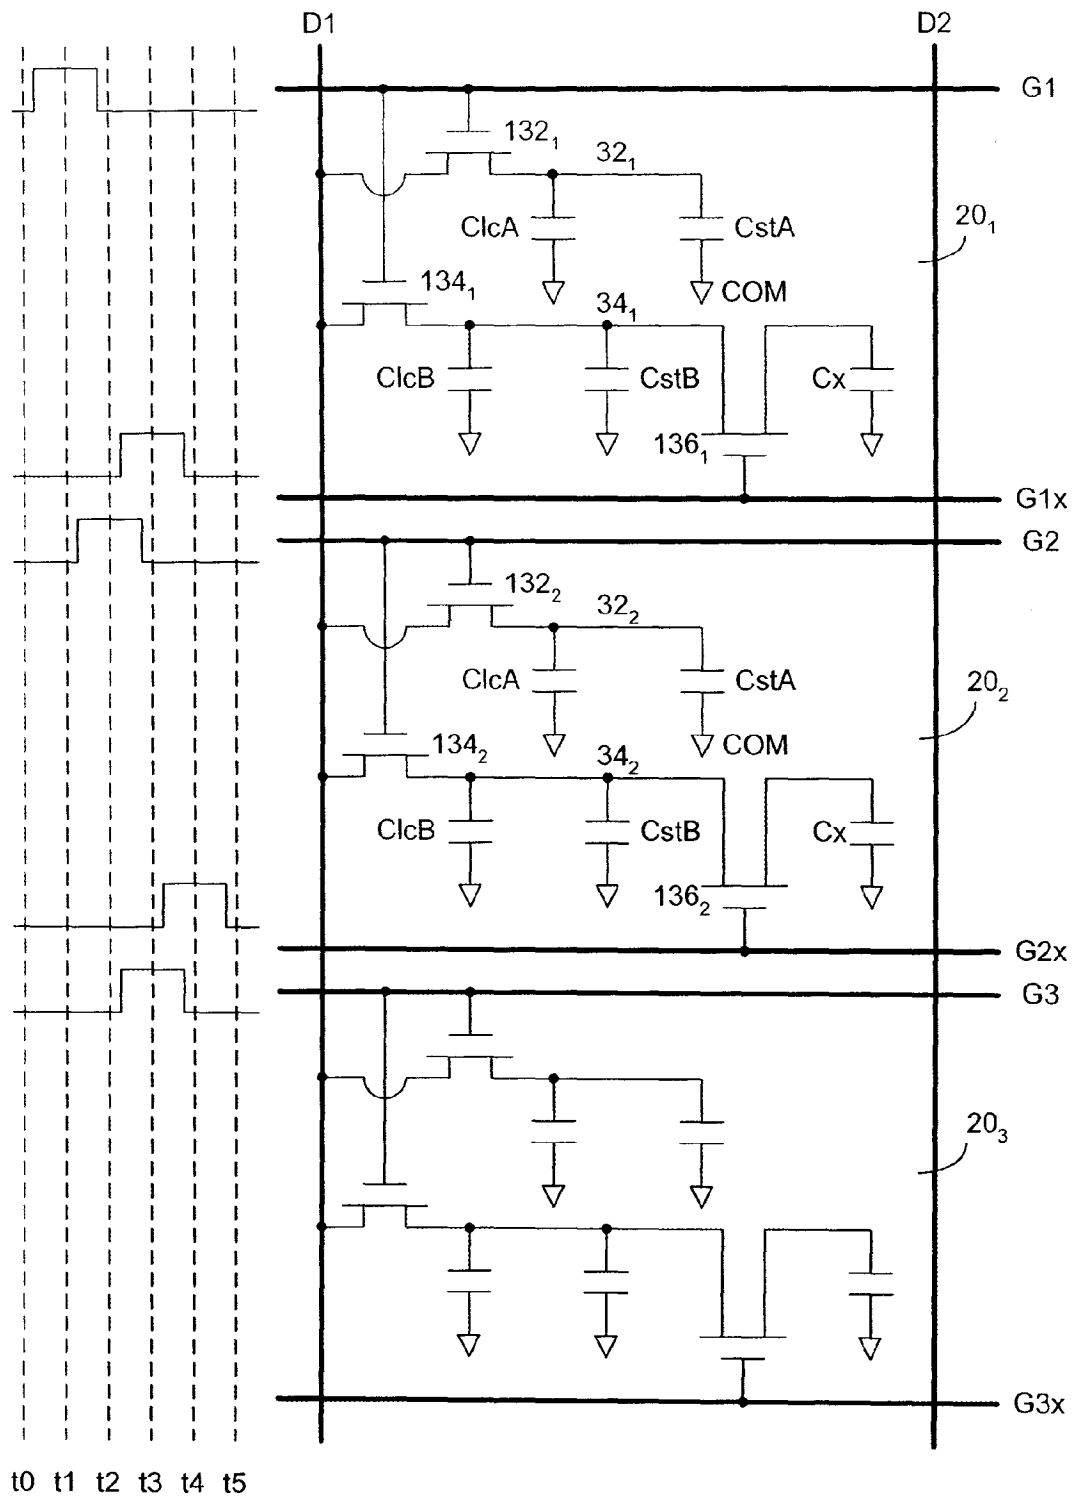 D1 D2
G1
132₁
32₁
ClcA CstA
20₁
134₁
COM
34₁
ClcB CstB Cx
136₁
G1x
G2
132₂
32₂
ClcA CstA
20₂
134₂
COM
34₂
ClcB CstB Cx
136₂
G2x
G3
20₃
G3x
t0 t1 t2 t3 t4 t5